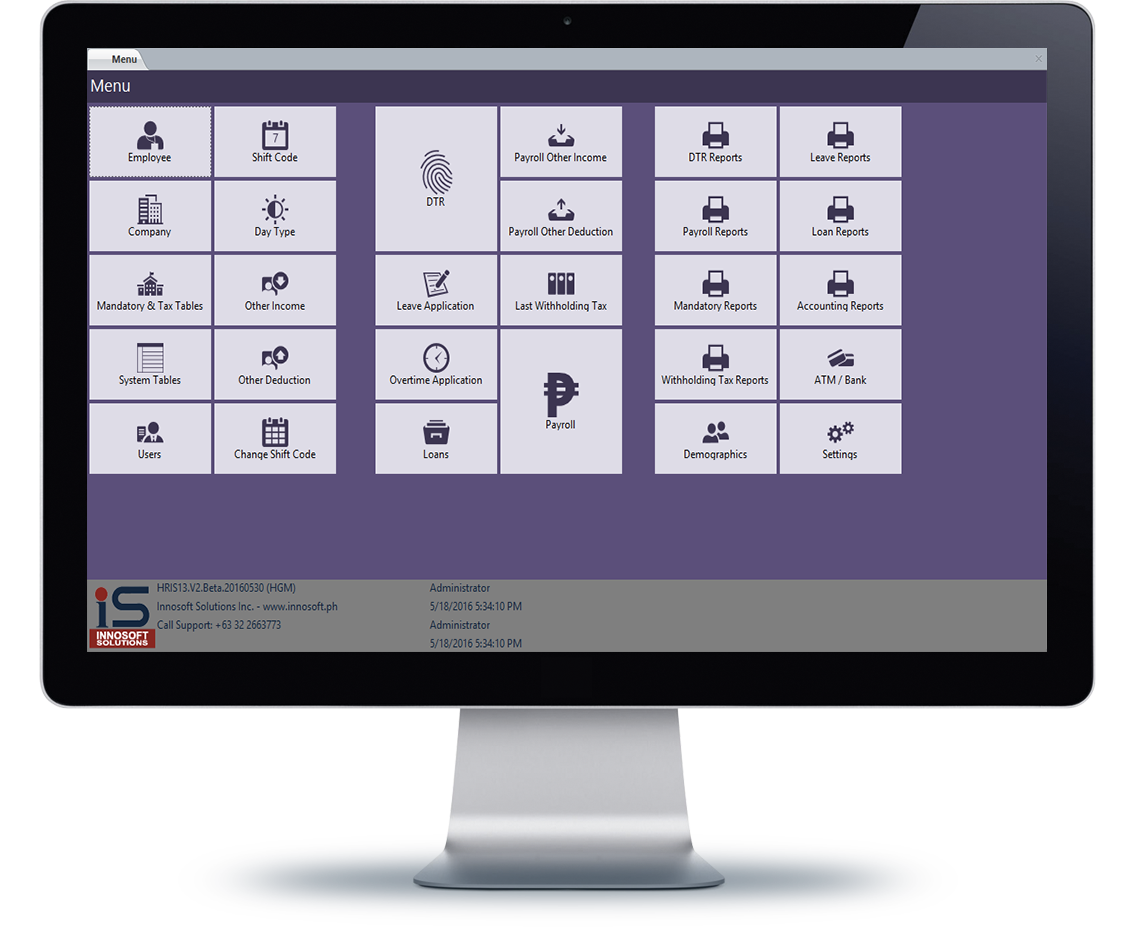 Menu
Menu
Employee
Shift Code
7
Company
Day Type
Mandatory & Tax Tables
Other Income
System Tables
Other Deduction
Users
Change Shift Code
DTR
Payroll Other Income
Payroll Other Deduction
Leave Application
Last Withholding Tax
Overtime Application
Payroll
Loans
DTR Reports
Leave Reports
Payroll Reports
Loan Reports
Mandatory Reports
Accounting Reports
Withholding Tax Reports
ATM / Bank
Demographics
Settings
iS
INNOSOFT
SOLUTIONS
HRIS13.V2.Beta.20160530 (HGM)
Innosoft Solutions Inc. - www.innosoft.ph
Call Support: +63 32 2663773
Administrator
5/18/2016 5:34:10 PM
Administrator
5/18/2016 5:34:10 PM